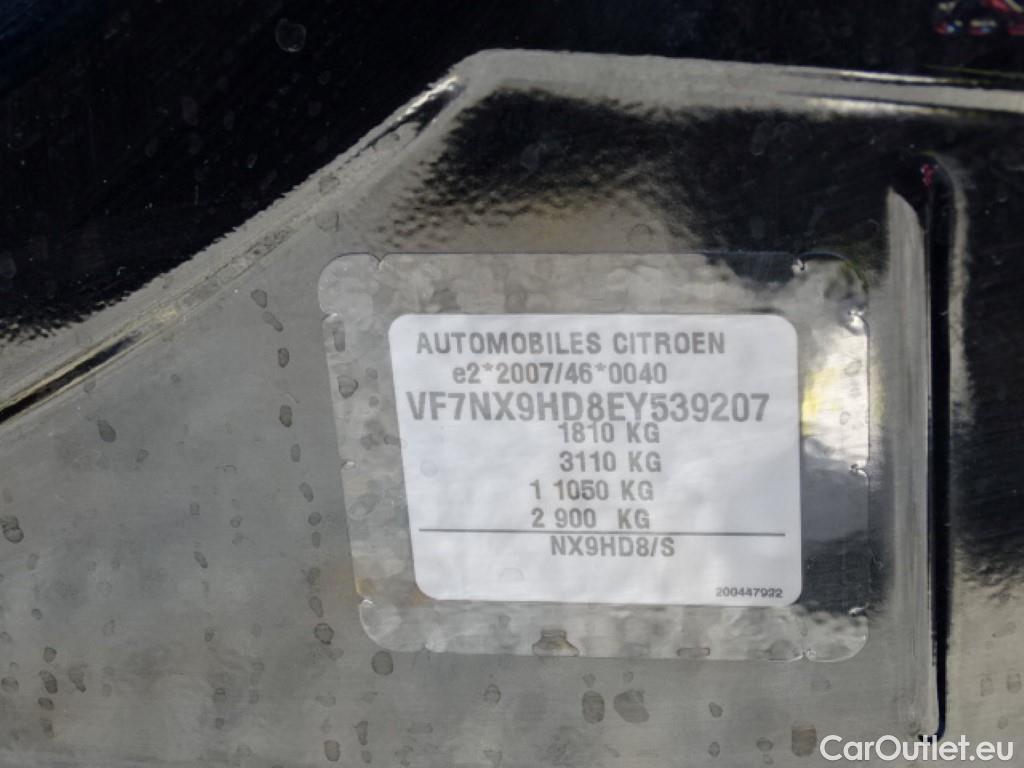 AUTOMOBILES CITROEN
e2*2007/46*0040
VF7NX9HD8EY539207
1810 KG
3110 KG
1 1050 KG
2 900 KG
NX9HD8/S
200447922
CarOutlet.eu